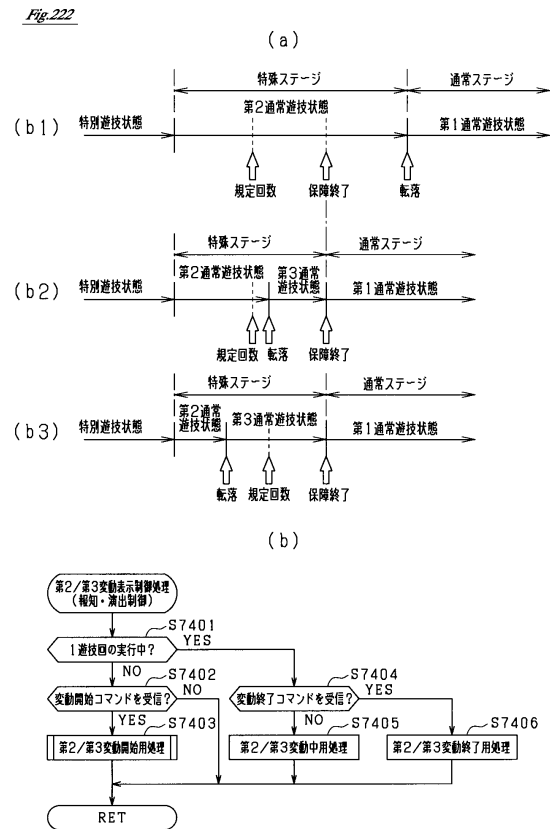 Fig.222
(a)
特殊ステージ 通常ステージ
(b1) 特別遊技状態 第2通常遊技状態 第1通常遊技状態
規定回数 保障終了 転落
特殊ステージ 通常ステージ
(b2) 特別遊技状態 第2通常遊技状態 第3通常遊技状態 第1通常遊技状態
規定回数 転落 保障終了
特殊ステージ 通常ステージ
(b3) 特別遊技状態 第2通常遊技状態 第3通常遊技状態 第1通常遊技状態
転落 規定回数 保障終了
(b)
第2/第3変動表示制御処理
(報知・演出制御)
S7401
1遊技回の実行中? YES
NO
S7402
変動開始コマンドを受信? NO
YES
S7403
第2/第3変動開始用処理
S7404
変動終了コマンドを受信? YES
NO
S7405
第2/第3変動中用処理
S7406
第2/第3変動終了用処理
RET